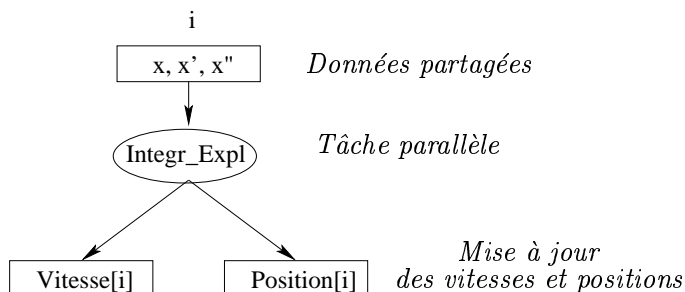 i
x, x', x" Données partagées
Integr_Expl Tâche parallèle
Mise à jour
Vitesse[i] Position[i] des vitesses et positions